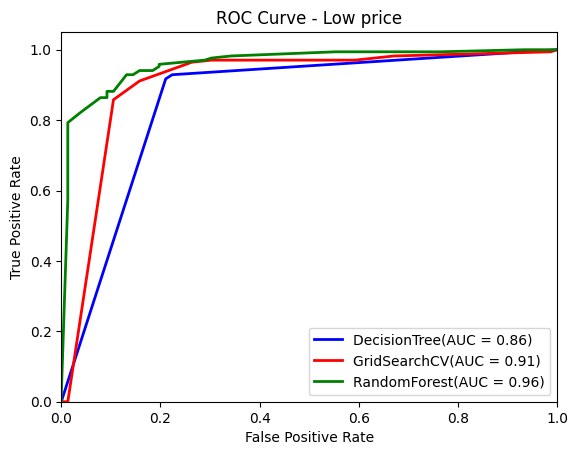 ROC Curve - Low price
True Positive Rate
1.0
0.8
0.6
0.4
0.2
0.0
DecisionTree(AUC = 0.86)
GridSearchCV(AUC = 0.91)
RandomForest(AUC = 0.96)
0.0 0.2 0.4 0.6 0.8 1.0
False Positive Rate